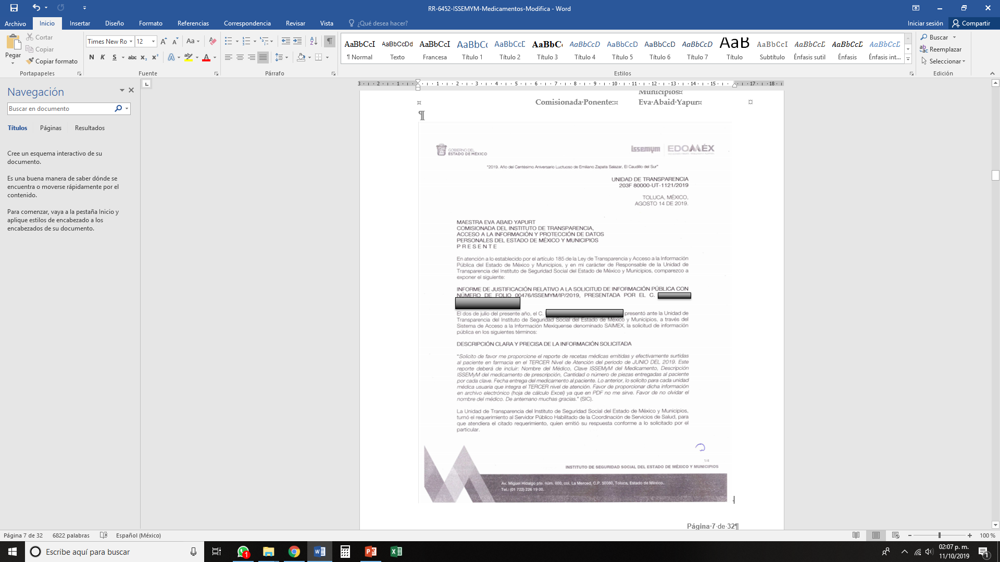 RR-6452-ISSEMYM-Medicamentos-Modifica - Word
Archivo Inicio Insertar Diseño Formato Referencias Correspondencia Revisar Vista ¿Qué desea hacer? Iniciar sesión Compartir
Pegar
Cortar
Copiar
Copiar formato
Portapapeles
Times New Ro 12
N K S abc x₂ x²
Fuente
Párrafo
AaBbCcI AaBbCcDd AaBbCcI AaBbCc AaBbCcD AaBbC AaBbCcD AaBbCcD AaBbCcD AaBbCcD AaB AaBbCcI AaBbCcD AaBbCcD AaBbCcD
¶ Normal Texto Francesa Título 1 Título 2 Título 3 Título 4 Título 5 Título 6 Título 7 Título Subtítulo Énfasis sutil Énfasis Énfasis int...
Estilos
Buscar
Reemplazar
Seleccionar
Edición
Navegación
Buscar en documento
Títulos Páginas Resultados
Cree un esquema interactivo de su
documento.
Es una buena manera de saber dónde se
encuentra o moverse rápidamente por el
contenido.
Para comenzar, vaya a la pestaña Inicio y
aplique estilos de encabezado a los
encabezados de su documento.
3 2 1 1 2 3 4 5 6 7 8 9 10 11 12 13 14 15 17 18
Municipios¤
¤ Comisionada·Ponente:¤ Eva·Abaid·Yapur¤ ¤
¶
GOBIERNO DEL
ESTADO DE MÉXICO
issemym EDOMÉX
"2019. Año del Centésimo Aniversario Luctuoso de Emiliano Zapata Salazar, El Caudillo del Sur"
UNIDAD DE TRANSPARENCIA
203F 80000-UT-1121/2019
TOLUCA, MÉXICO,
AGOSTO 14 DE 2019.
MAESTRA EVA ABAID YAPURT
COMISIONADA DEL INSTITUTO DE TRANSPARENCIA,
ACCESO A LA INFORMACIÓN Y PROTECCIÓN DE DATOS
PERSONALES DEL ESTADO DE MÉXICO Y MUNICIPIOS
P R E S E N T E
En atención a lo establecido por el artículo 185 de la Ley de Transparencia y Acceso a la Información
Pública del Estado de México y Municipios, y en mi carácter de Responsable de la Unidad de
Transparencia del Instituto de Seguridad Social del Estado de México y Municipios, comparezco a
exponer el siguiente:
INFORME DE JUSTIFICACIÓN RELATIVO A LA SOLICITUD DE INFORMACIÓN PÚBLICA CON
NÚMERO DE FOLIO 00476/ISSEMYM/IP/2019, PRESENTADA POR EL C.
El dos de julio del presente año, el C. presentó ante la Unidad de
Transparencia del Instituto de Seguridad Social del Estado de México y Municipios, a través del
Sistema de Acceso a la Información Mexiquense denominado SAIMEX, la solicitud de información
pública en los siguientes términos:
DESCRIPCIÓN CLARA Y PRECISA DE LA INFORMACIÓN SOLICITADA
"Solicito de favor me proporcione el reporte de recetas médicas emitidas y efectivamente surtidas
al paciente en farmacia en el TERCER Nivel de Atención del periodo de JUNIO DEL 2019. Este
reporte deberá de incluir: Nombre del Médico, Clave ISSEMyM del Medicamento, Descripción
ISSEMyM del medicamento de prescripción, Cantidad o número de piezas entregadas al paciente
por cada clave. Fecha entrega del medicamento al paciente. Lo anterior, lo solicito para cada unidad
médica usuaria que integra el TERCER nivel de atención. Favor de proporcionar dicha información
en archivo electrónico (hoja de cálculo Excel) ya que en PDF no me sirve. Favor de no olvidar el
nombre del médico. De antemano muchas gracias." (SIC).
La Unidad de Transparencia del Instituto de Seguridad Social del Estado de México y Municipios,
turnó el requerimiento al Servidor Público Habilitado de la Coordinación de Servicios de Salud, para
que atendiera el citado requerimiento, quien emitió su respuesta conforme a lo solicitado por el
particular.
1/4
INSTITUTO DE SEGURIDAD SOCIAL DEL ESTADO DE MÉXICO Y MUNICIPIOS
Av. Miguel Hidalgo pte. núm. 600, col. La Merced, C.P. 50080, Toluca, Estado de México.
Tel.: (01 722) 226 19 00.
Página·7·de·32¶
Página 7 de 32 6822 palabras Español (México) 100 %
Escribe aquí para buscar
1
02:07 p. m.
11/10/2019
1